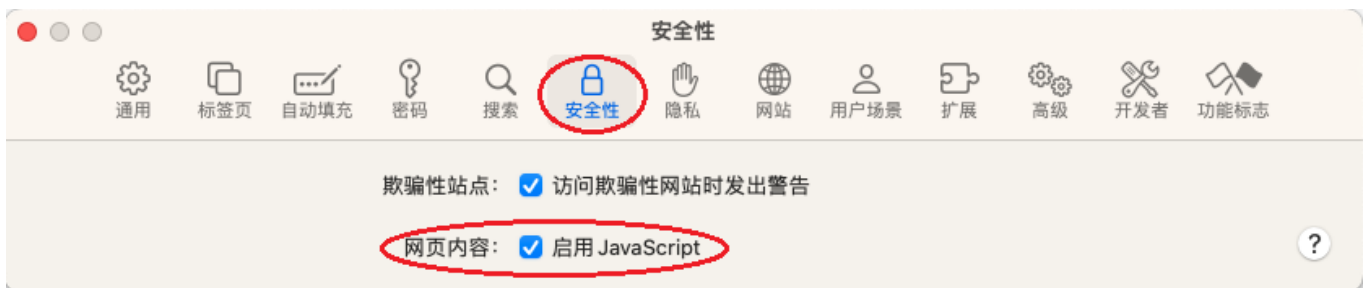 安全性
通用 标签页 自动填充 密码 搜索 安全性 隐私 网站 用户场景 扩展 高级 开发者 功能标志
欺骗性站点： 访问欺骗性网站时发出警告
网页内容： 启用 JavaScript
?